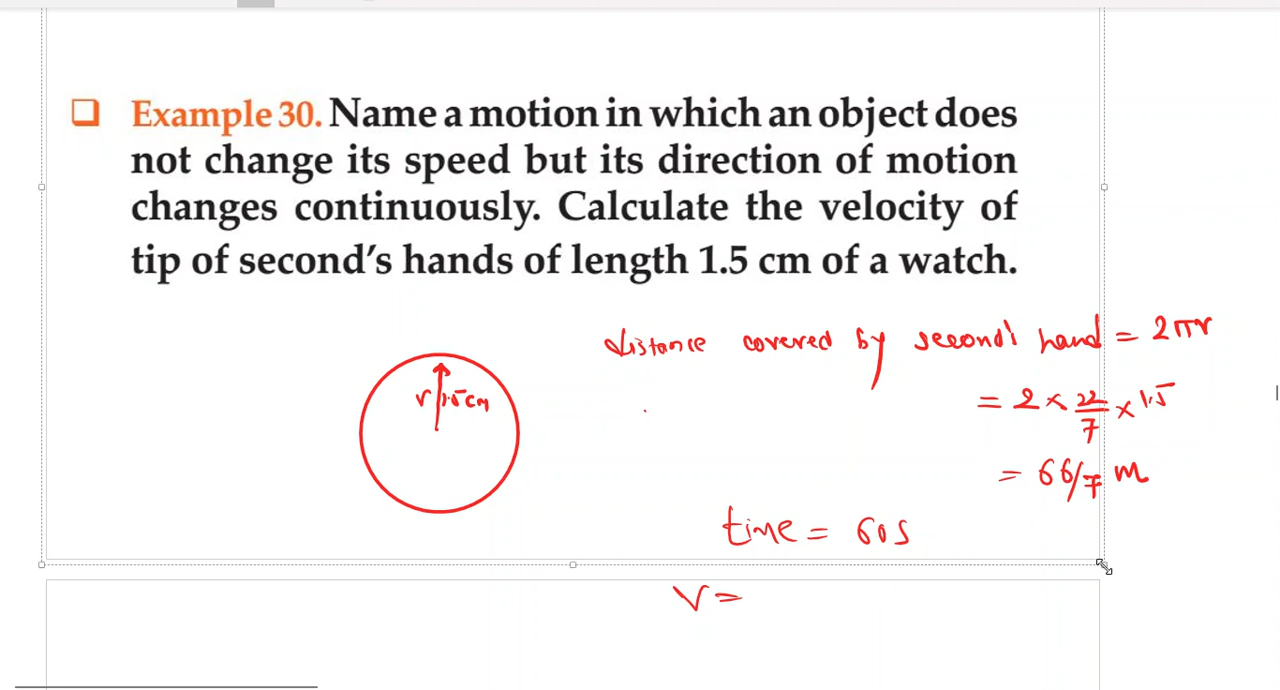 ❑ Example 30. Name a motion in which an object does
not change its speed but its direction of motion
changes continuously. Calculate the velocity of
tip of second’s hands of length 1.5 cm of a watch.
distance covered by second's hand = 2πr
r 1.5 cm
= 2 × 22/7 × 1.5
= 66/7 m
time = 60s
V =